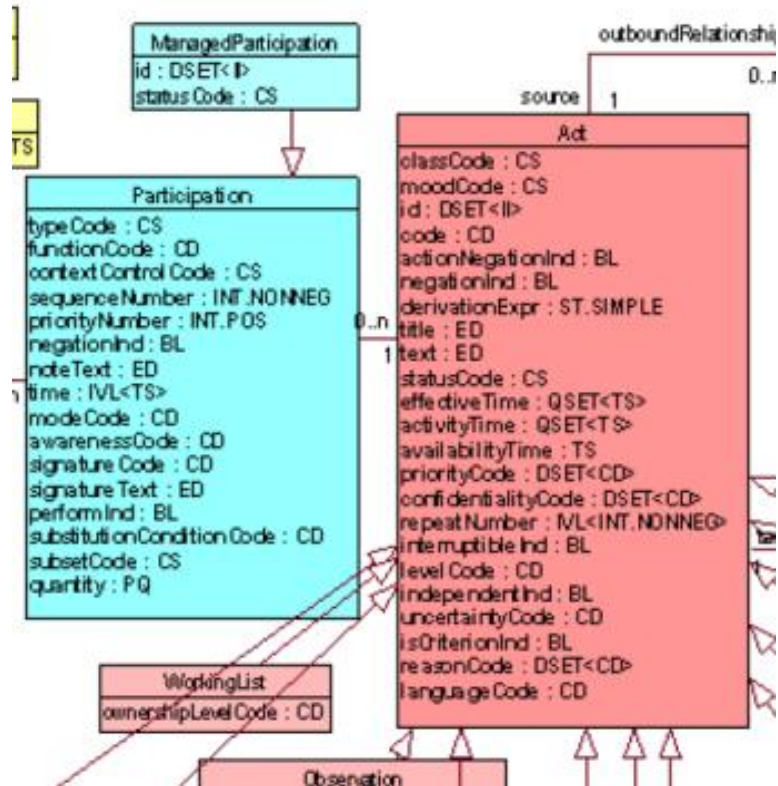 ManagedParticipation
id : DSET<II>
statusCode : CS
TS
Participation
typeCode : CS
functionCode : CD
contextControlCode : CS
sequenceNumber : INT.NONNEG
priorityNumber : INT.POS
negationInd : BL
noteText : ED
time : IVL<TS>
modeCode : CD
awarenessCode : CD
signatureCode : CD
signatureText : ED
performInd : BL
substitutionConditionCode : CD
subsetCode : CS
quantity : PQ
n
0..n
1
outboundRelationship
0..n
source 1
Act
classCode : CS
moodCode : CS
id : DSET<II>
code : CD
actionNegationInd : BL
negationInd : BL
derivationExpr : ST.SIMPLE
title : ED
text : ED
statusCode : CS
effectiveTime : QSET<TS>
activityTime : QSET<TS>
availabilityTime : TS
priorityCode : DSET<CD>
confidentialityCode : DSET<CD>
repeatNumber : IVL<INT.NONNEG>
interruptibleInd : BL
levelCode : CD
independentInd : BL
uncertaintyCode : CD
isCriterionInd : BL
reasonCode : DSET<CD>
languageCode : CD
WorkingList
ownershipLevelCode : CD
Observation